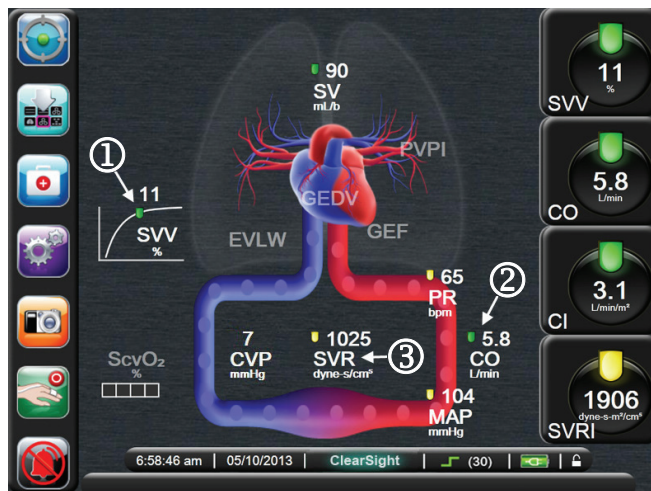 90
SV
mL/b
①
11
SVV
%
PVPI
GEDV
EVLW
GEF
65
PR
bpm
②
ScvO₂
%
7
CVP
mmHg
1025
SVR
dyne-s/cm⁵
③
5.8
CO
L/min
104
MAP
mmHg
11
%
SVV
5.8
L/min
CO
3.1
L/min/m²
CI
1906
dyne-s-m²/cm⁵
SVRI
6:58:46 am | 05/10/2013 | ClearSight | (30) | |